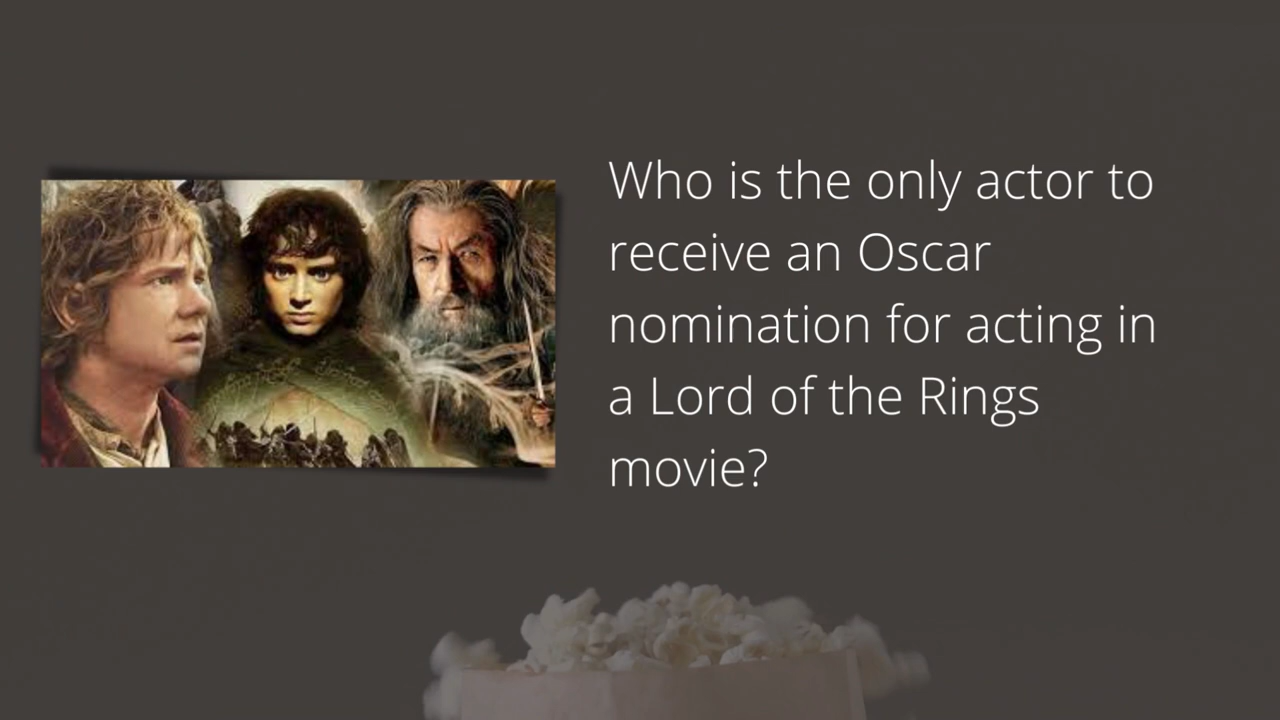 Who is the only actor to
receive an Oscar
nomination for acting in
a Lord of the Rings
movie?